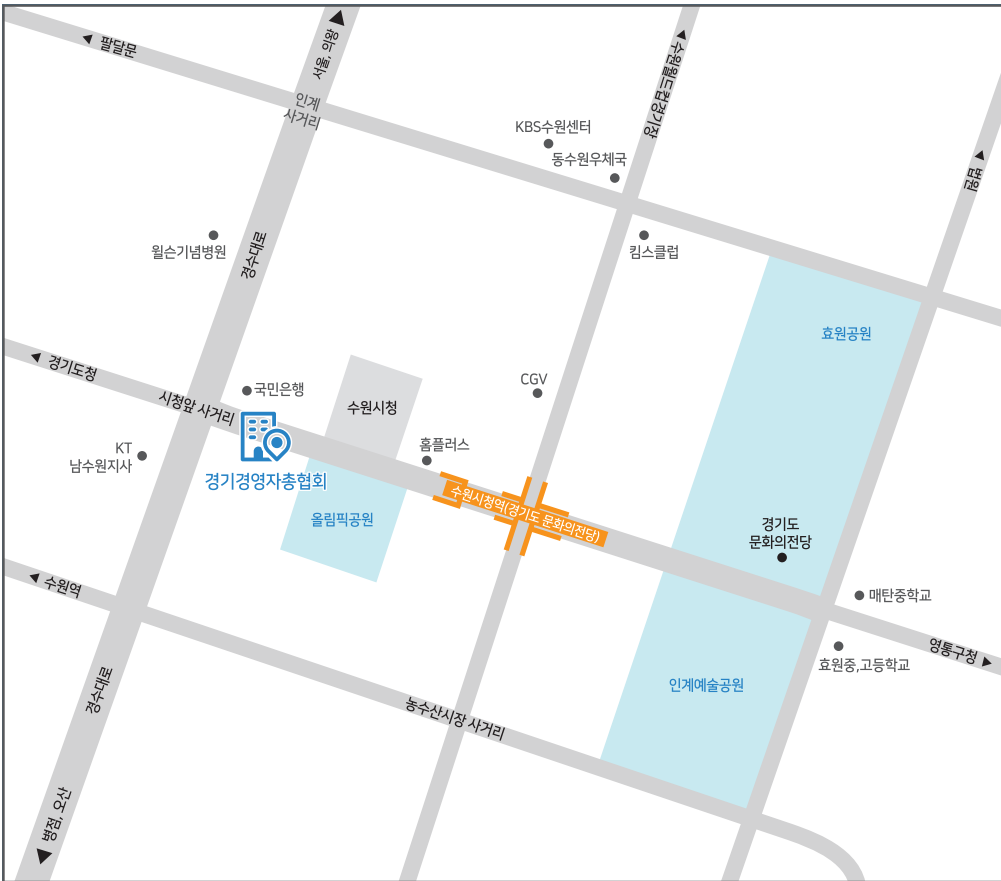 서울, 의왕
팔달문
인계
사거리
수원월드컵경기장
KBS수원센터
동수원우체국
법원
윌슨기념병원
경수대로
킴스클럽
효원공원
경기도청
시청앞 사거리
국민은행
수원시청
CGV
KT
남수원지사
홈플러스
경기경영자총협회
올림픽공원
수원시청역(경기도 문화의전당)
경기도
문화의전당
수원역
매탄중학교
영통구청
효원중,고등학교
인계예술공원
경수대로
농수산시장 사거리
병점, 오산